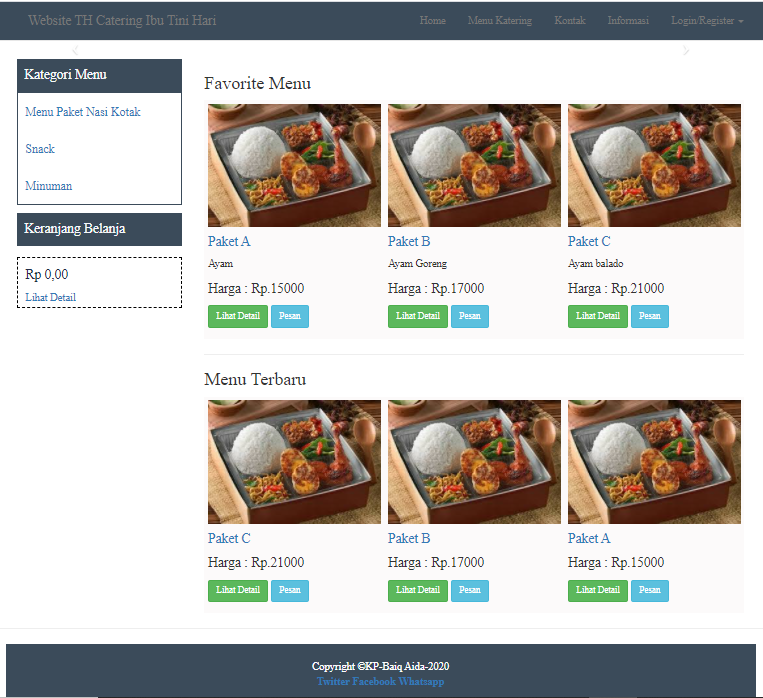 Website TH Catering Ibu Tini Hari
Home Menu Katering Kontak Informasi Login/Register
Kategori Menu
Menu Paket Nasi Kotak
Snack
Minuman
Keranjang Belanja
Rp 0,00
Lihat Detail
Favorite Menu
Paket A Paket B Paket C
Ayam Ayam Goreng Ayam balado
Harga : Rp.15000 Harga : Rp.17000 Harga : Rp.21000
Lihat Detail Pesan Lihat Detail Pesan Lihat Detail Pesan
Menu Terbaru
Paket C Paket B Paket A
Harga : Rp.21000 Harga : Rp.17000 Harga : Rp.15000
Lihat Detail Pesan Lihat Detail Pesan Lihat Detail Pesan
Copyright ©KP-Baiq Aida-2020
Twitter Facebook Whatsapp